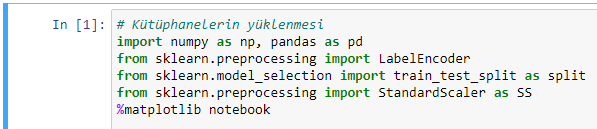 In [1]: # Kütüphanelerin yüklenmesi
import numpy as np, pandas as pd
from sklearn.preprocessing import LabelEncoder
from sklearn.model_selection import train_test_split as split
from sklearn.preprocessing import StandardScaler as SS
%matplotlib notebook